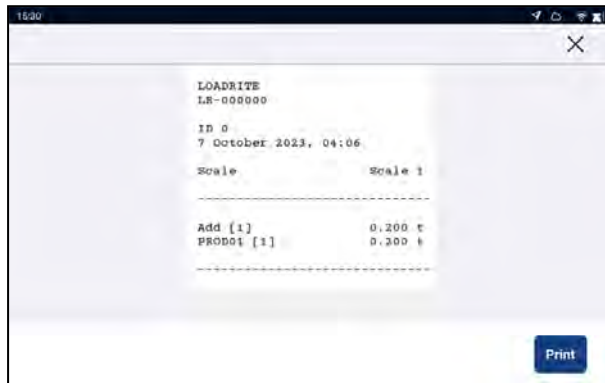 15:30
LOADRITE
LE-000000
ID 0
7 October 2023, 04:06
Scale Scale 1
Add [1] 0.200 t
PROD01 [1] 0.200 t
Print